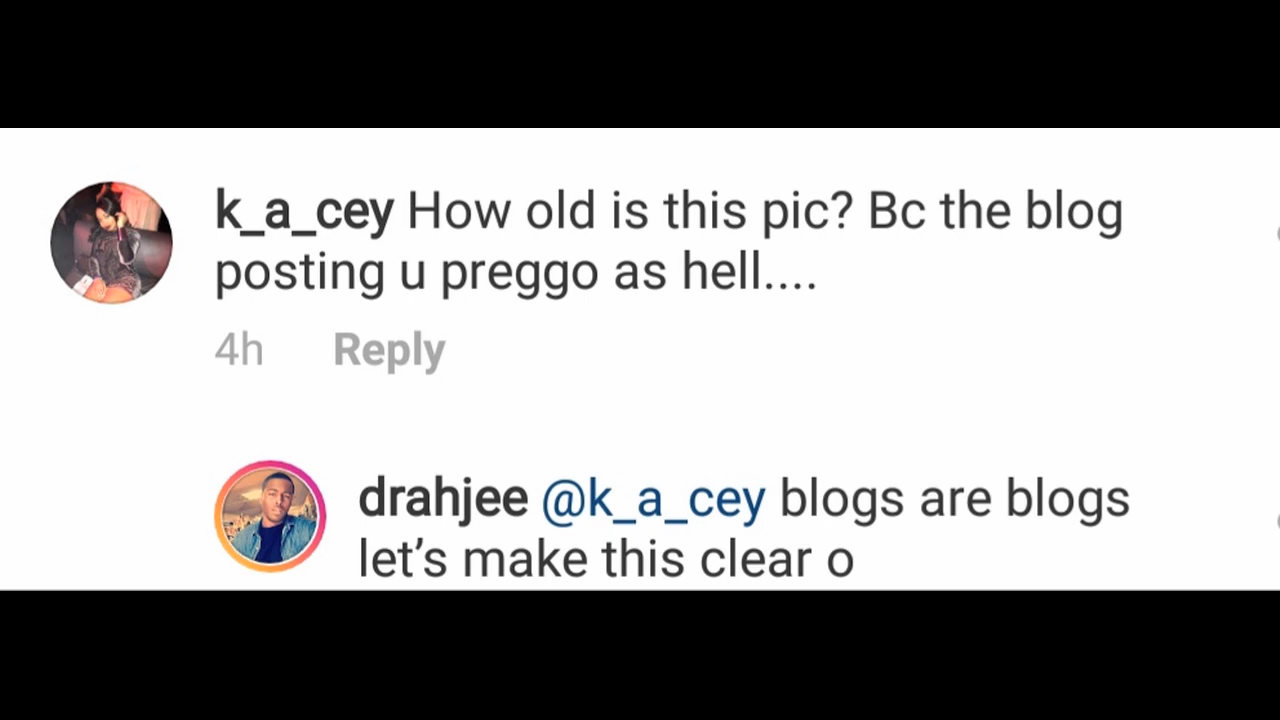 k_a_cey How old is this pic? Bc the blog
posting u preggo as hell....
4h Reply
drahjee @k_a_cey blogs are blogs
let’s make this clear o